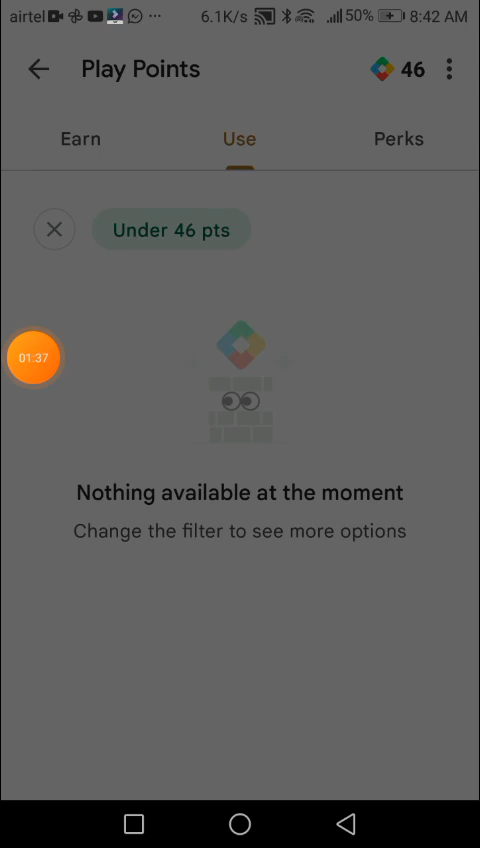 airtel ... 6.1K/s 50% 8:42 AM
Play Points 46
Earn Use Perks
Under 46 pts
01:37
Nothing available at the moment
Change the filter to see more options